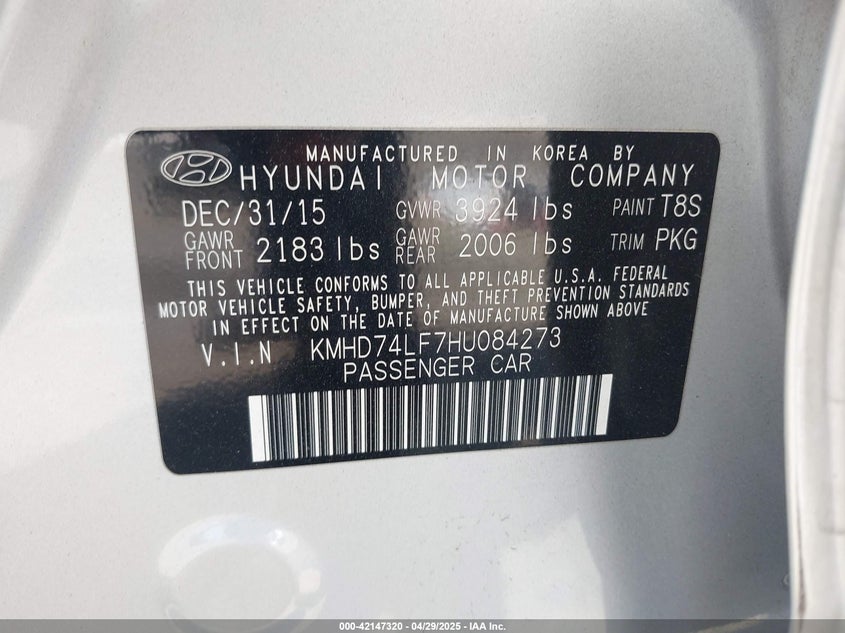 MANUFACTURED IN KOREA BY
HYUNDAI MOTOR COMPANY
DEC/31/15 GVWR 3924 lbs PAINT T8S
GAWR FRONT 2183 lbs GAWR REAR 2006 lbs TRIM PKG
THIS VEHICLE CONFORMS TO ALL APPLICABLE U.S.A. FEDERAL
MOTOR VEHICLE SAFETY, BUMPER, AND THEFT PREVENTION STANDARDS
IN EFFECT ON THE DATE OF MANUFACTURE SHOWN ABOVE
V.I.N KMHD74LF7HU084273
PASSENGER CAR
000-42147320 | 04/29/2025 - IAA Inc.